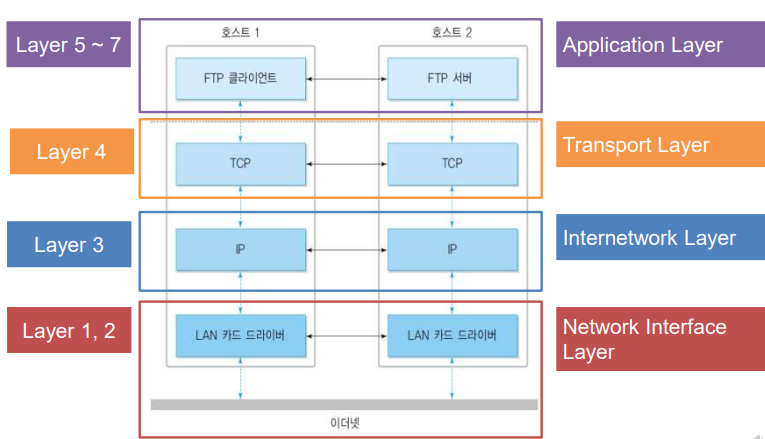 호스트 1
호스트 2
Layer 5 ~ 7
FTP 클라이언트
FTP 서버
Application Layer
Layer 4
TCP
TCP
Transport Layer
Layer 3
IP
IP
Internetwork Layer
Layer 1, 2
LAN 카드 드라이버
LAN 카드 드라이버
Network Interface
Layer
이더넷